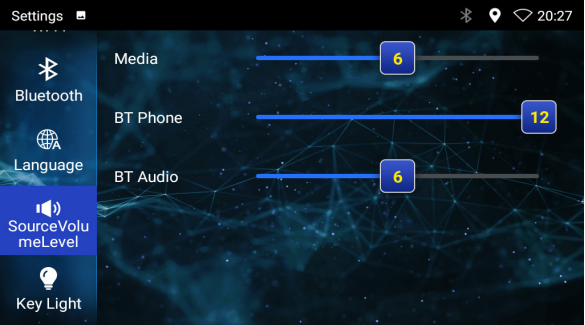 Settings
20:27
Bluetooth
Language
SourceVolu
meLevel
Key Light
Media
6
BT Phone
12
BT Audio
6